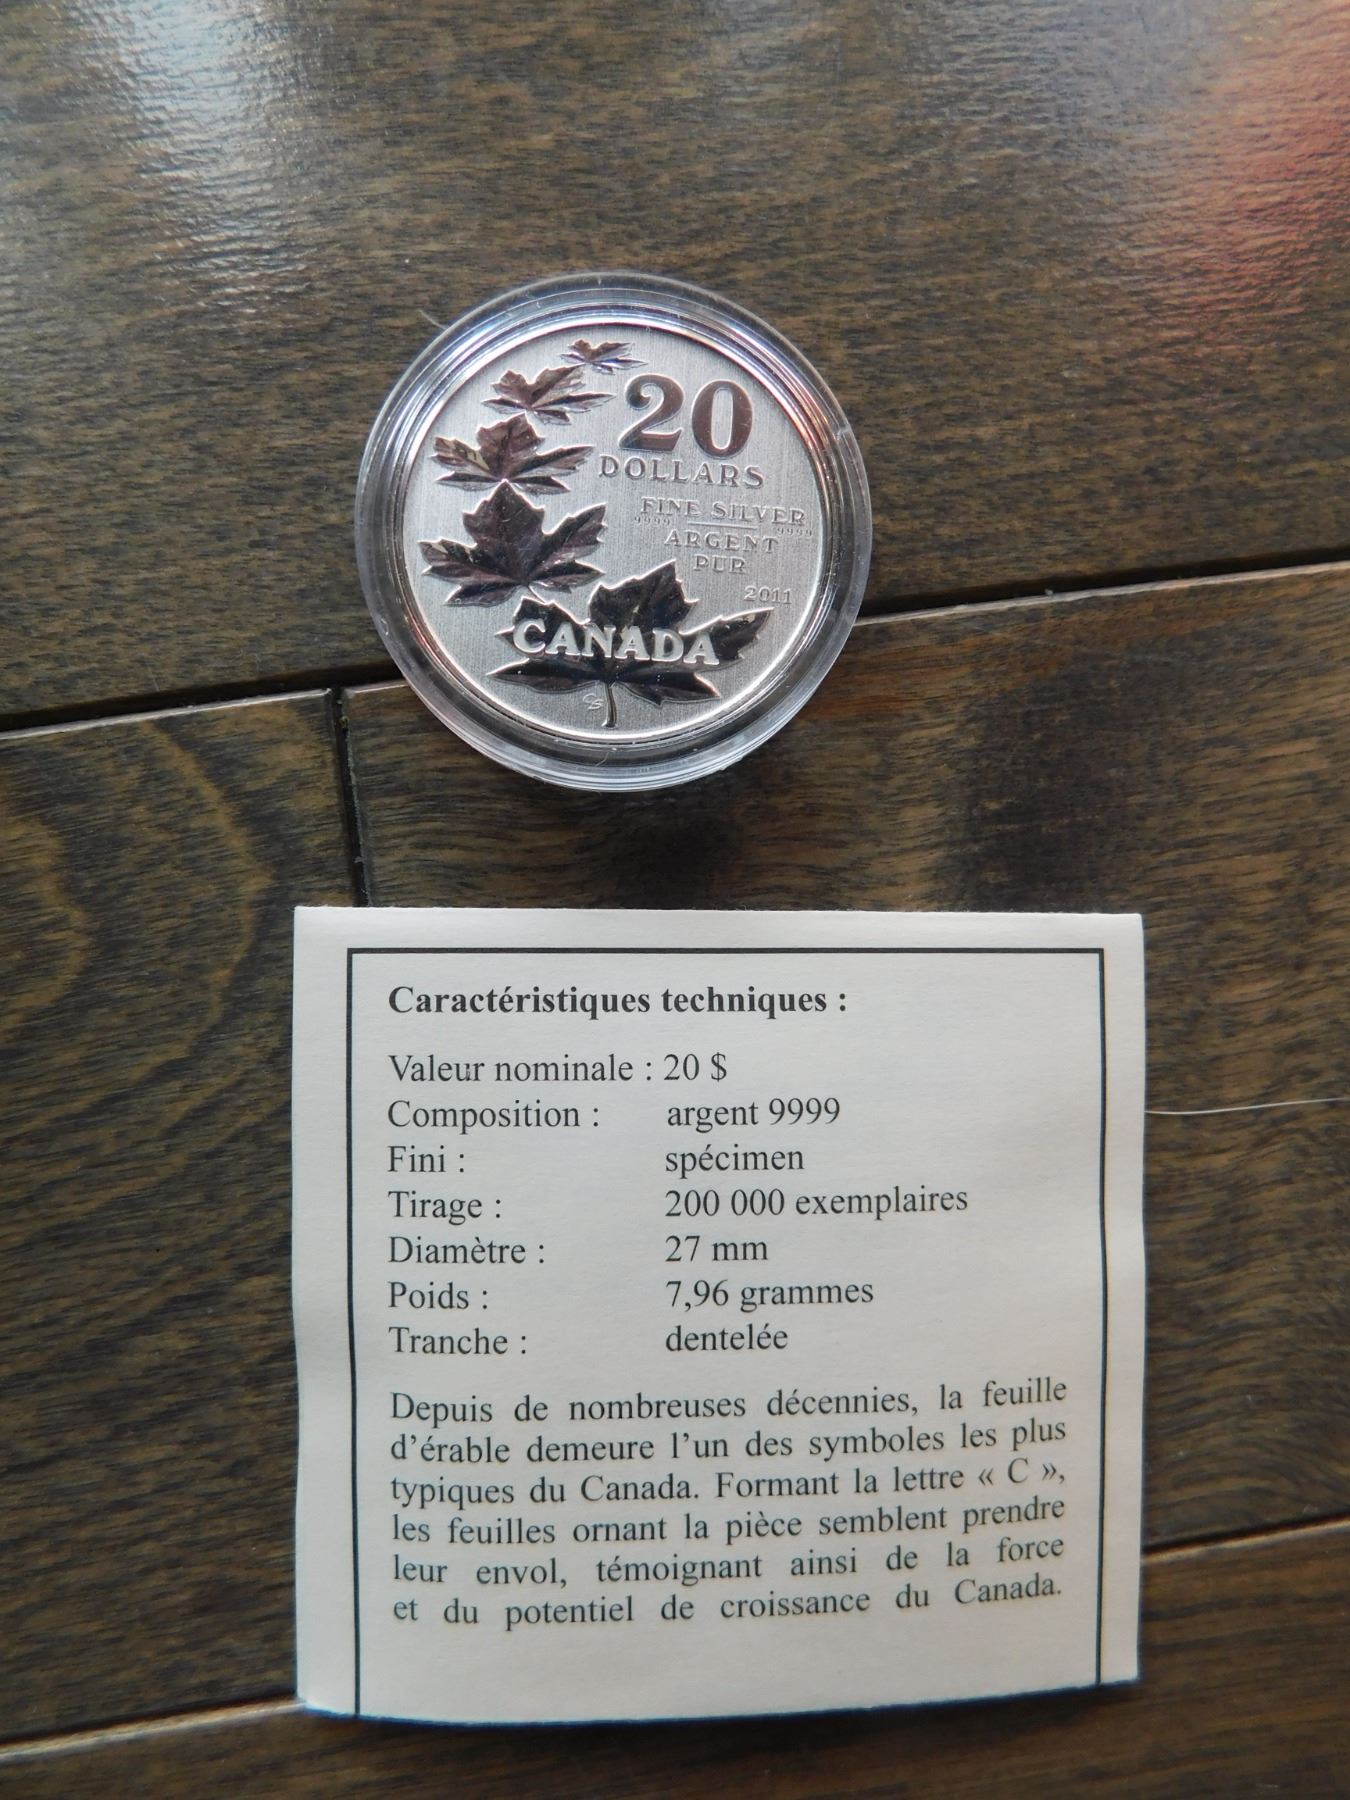 20
DOLLARS
FINE SILVER
9999 9999
ARGENT
PUR
2011
CANADA
CS
Caractéristiques techniques :
Valeur nominale : 20 $
Composition : argent 9999
Fini : spécimen
Tirage : 200 000 exemplaires
Diamètre : 27 mm
Poids : 7,96 grammes
Tranche : dentelée
Depuis de nombreuses décennies, la feuille
d’érable demeure l’un des symboles les plus
typiques du Canada. Formant la lettre « C »,
les feuilles ornant la pièce semblent prendre
leur envol, témoignant ainsi de la force
et du potentiel de croissance du Canada.